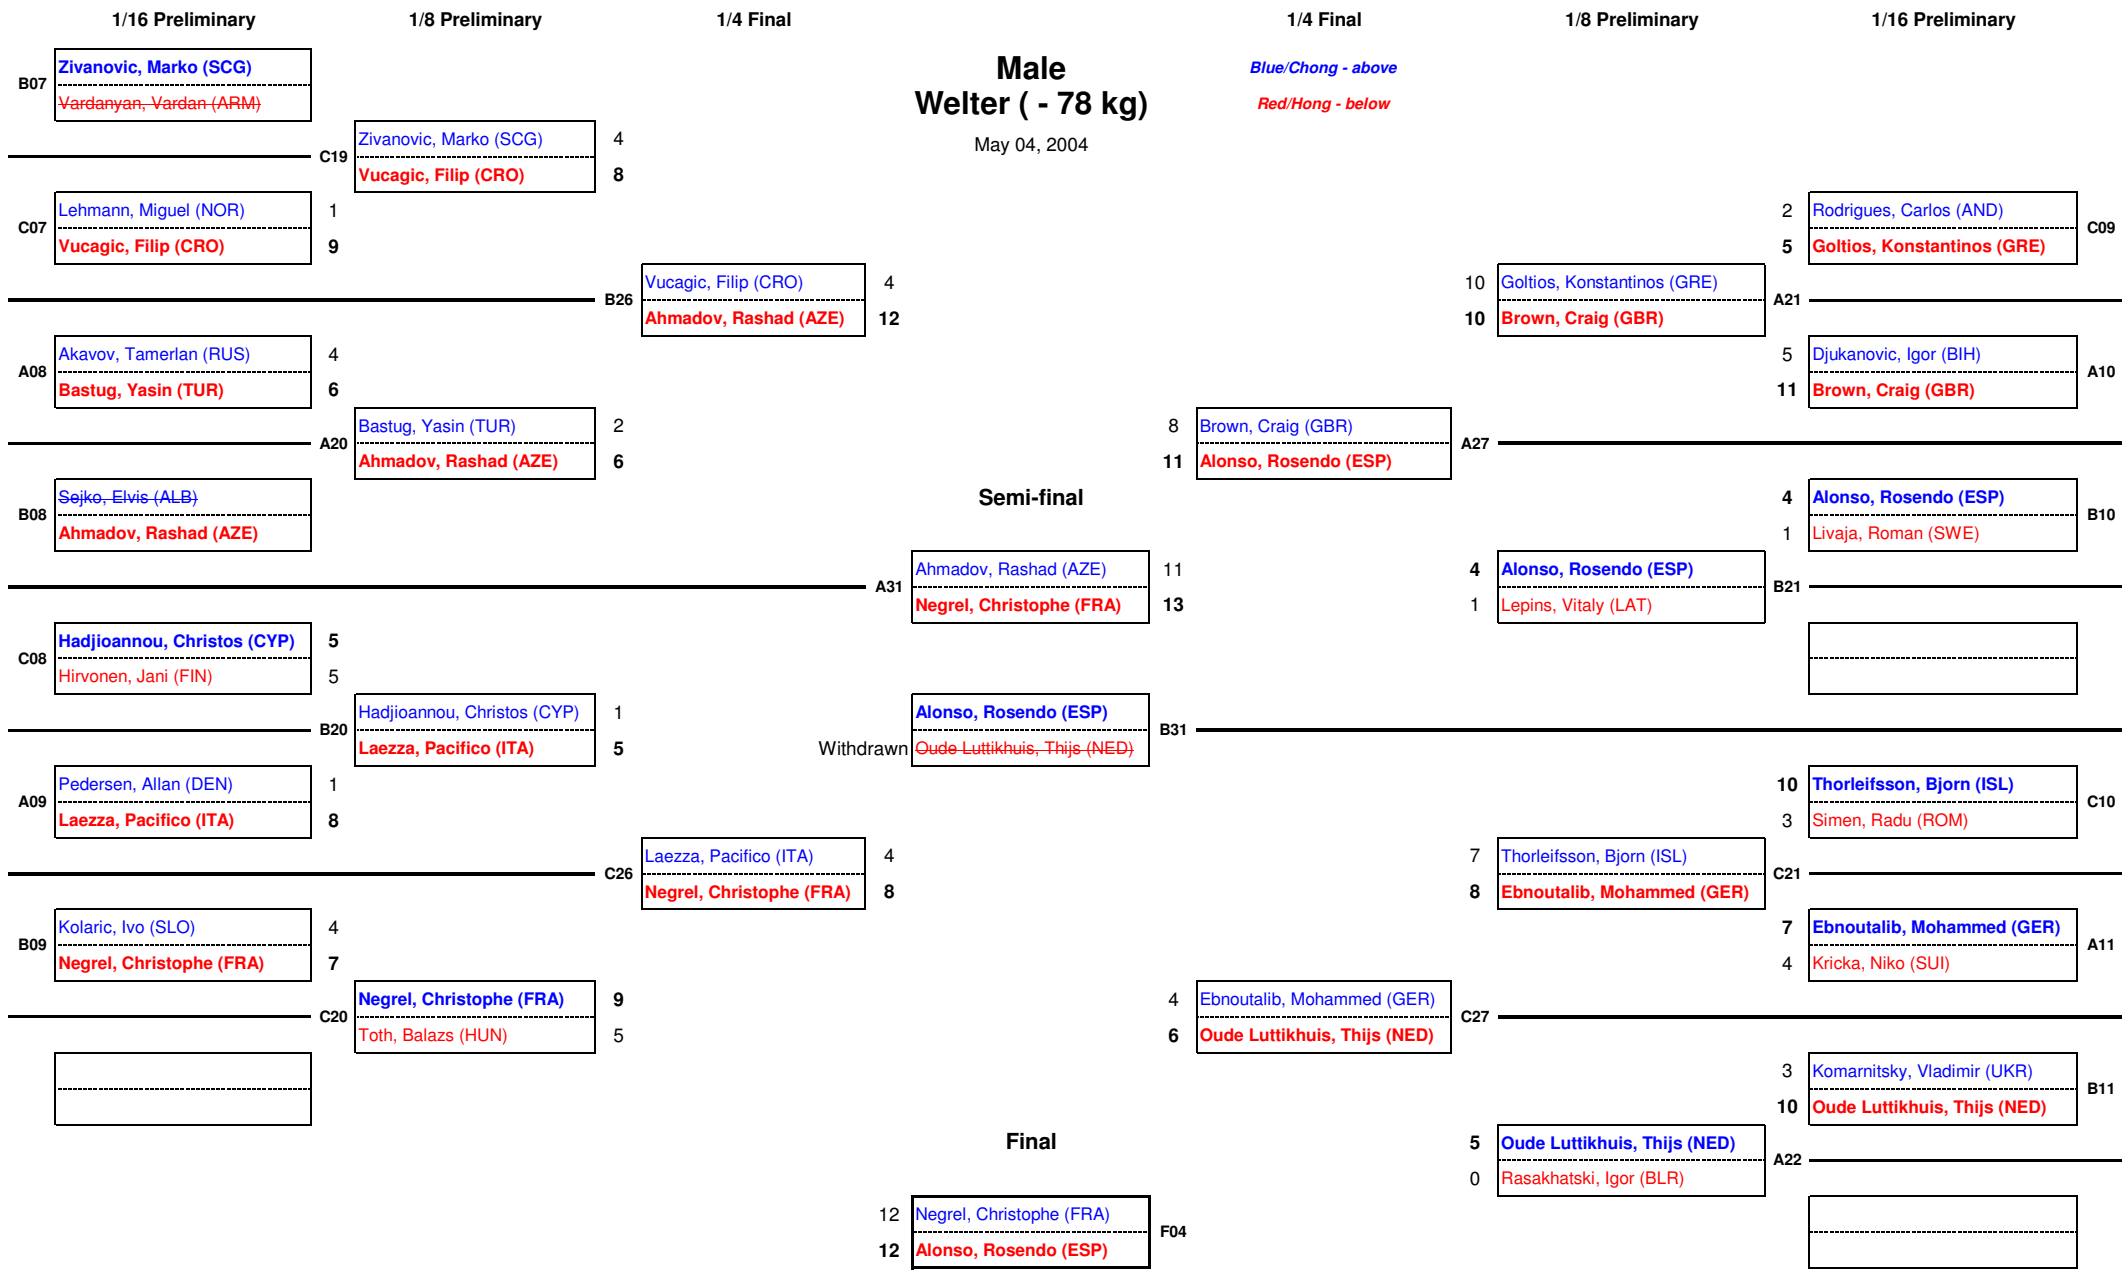 1/16 Preliminary 1/8 Preliminary 1/4 Final 1/4 Final 1/8 Preliminary 1/16 Preliminary
Male
Welter ( - 78 kg)
May 04, 2004
Blue/Chong - above
Red/Hong - below
B07
Zivanovic, Marko (SCG)
Vardanyan, Vardan (ARM)
C19
Zivanovic, Marko (SCG) 4
Vucagic, Filip (CRO) 8
C07
Lehmann, Miguel (NOR) 1
Vucagic, Filip (CRO) 9
B26
Vucagic, Filip (CRO) 4
Ahmadov, Rashad (AZE) 12
A08
Akavov, Tamerlan (RUS) 4
Bastug, Yasin (TUR) 6
A20
Bastug, Yasin (TUR) 2
Ahmadov, Rashad (AZE) 6
B08
Sejko, Elvis (ALB)
Ahmadov, Rashad (AZE)
C08
Hadjioannou, Christos (CYP) 5
Hirvonen, Jani (FIN) 5
B20
Hadjioannou, Christos (CYP) 1
Laezza, Pacifico (ITA) 5
A09
Pedersen, Allan (DEN) 1
Laezza, Pacifico (ITA) 8
C26
Laezza, Pacifico (ITA) 4
Negrel, Christophe (FRA) 8
B09
Kolaric, Ivo (SLO) 4
Negrel, Christophe (FRA) 7
C20
Negrel, Christophe (FRA) 9
Toth, Balazs (HUN) 5
Semi-final
A31
Ahmadov, Rashad (AZE) 11
Negrel, Christophe (FRA) 13
Alonso, Rosendo (ESP)
B31
Withdrawn Oude Luttikhuis, Thijs (NED)
Final
12 Negrel, Christophe (FRA)
F04
12 Alonso, Rosendo (ESP)
2 Rodrigues, Carlos (AND)
C09
5 Goltios, Konstantinos (GRE)
10 Goltios, Konstantinos (GRE)
A21
10 Brown, Craig (GBR)
5 Djukanovic, Igor (BIH)
A10
11 Brown, Craig (GBR)
8 Brown, Craig (GBR)
A27
11 Alonso, Rosendo (ESP)
4 Alonso, Rosendo (ESP)
B10
1 Livaja, Roman (SWE)
4 Alonso, Rosendo (ESP)
B21
1 Lepins, Vitaly (LAT)
10 Thorleifsson, Bjorn (ISL)
C10
3 Simen, Radu (ROM)
7 Thorleifsson, Bjorn (ISL)
C21
8 Ebnoutalib, Mohammed (GER)
7 Ebnoutalib, Mohammed (GER)
A11
4 Kricka, Niko (SUI)
4 Ebnoutalib, Mohammed (GER)
C27
6 Oude Luttikhuis, Thijs (NED)
3 Komarnitsky, Vladimir (UKR)
B11
10 Oude Luttikhuis, Thijs (NED)
5 Oude Luttikhuis, Thijs (NED)
A22
0 Rasakhatski, Igor (BLR)